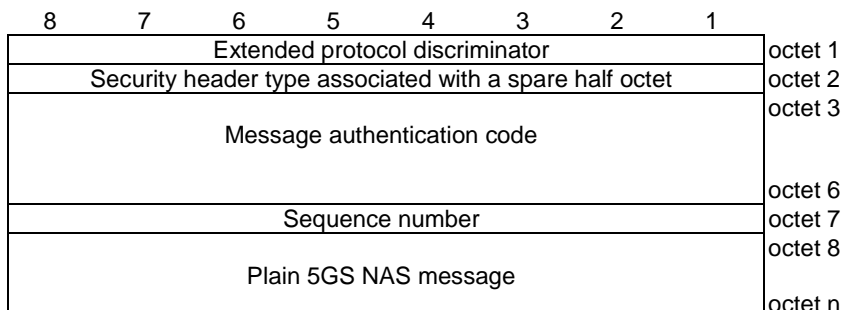 8 7 6 5 4 3 2 1
Extended protocol discriminator octet 1
Security header type associated with a spare half octet octet 2
octet 3
Message authentication code
octet 6
Sequence number octet 7
octet 8
Plain 5GS NAS message
octet n